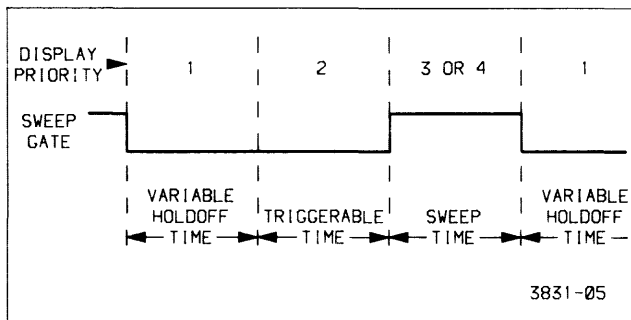 DISPLAY
PRIORITY
1 2 3 OR 4 1
SWEEP
GATE
VARIABLE
HOLDOFF
TIME
TRIGGERABLE
TIME
SWEEP
TIME
VARIABLE
HOLDOFF
TIME
3831-05